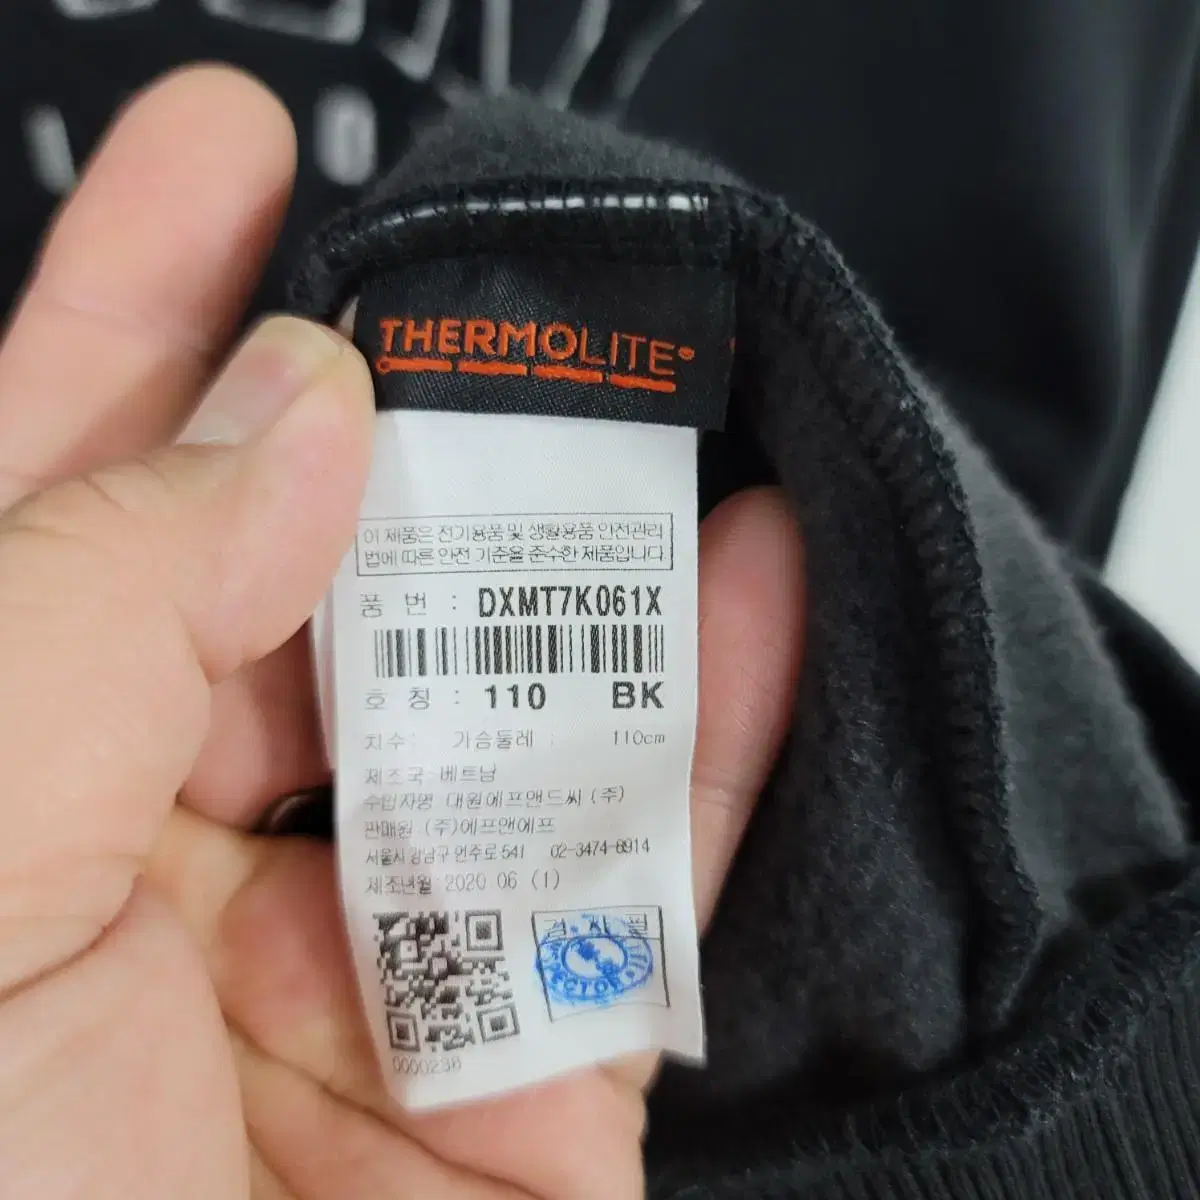 THERMOLITE®
이 제품은 전기용품 및 생활용품 안전관리
법에 따른 안전 기준을 준수한 제품입니다.
품 번 : DXMT7K061X
호 칭 : 110 BK
치수: 가슴둘레 : 110cm
제조국 베트남
수입자명 대원에프앤드씨 (주)
판매원 (주)에프앤에프
서울시 강남구 언주로 541 02-3474-8914
제조년월 2020 06 (1)
검 사 필
0000236